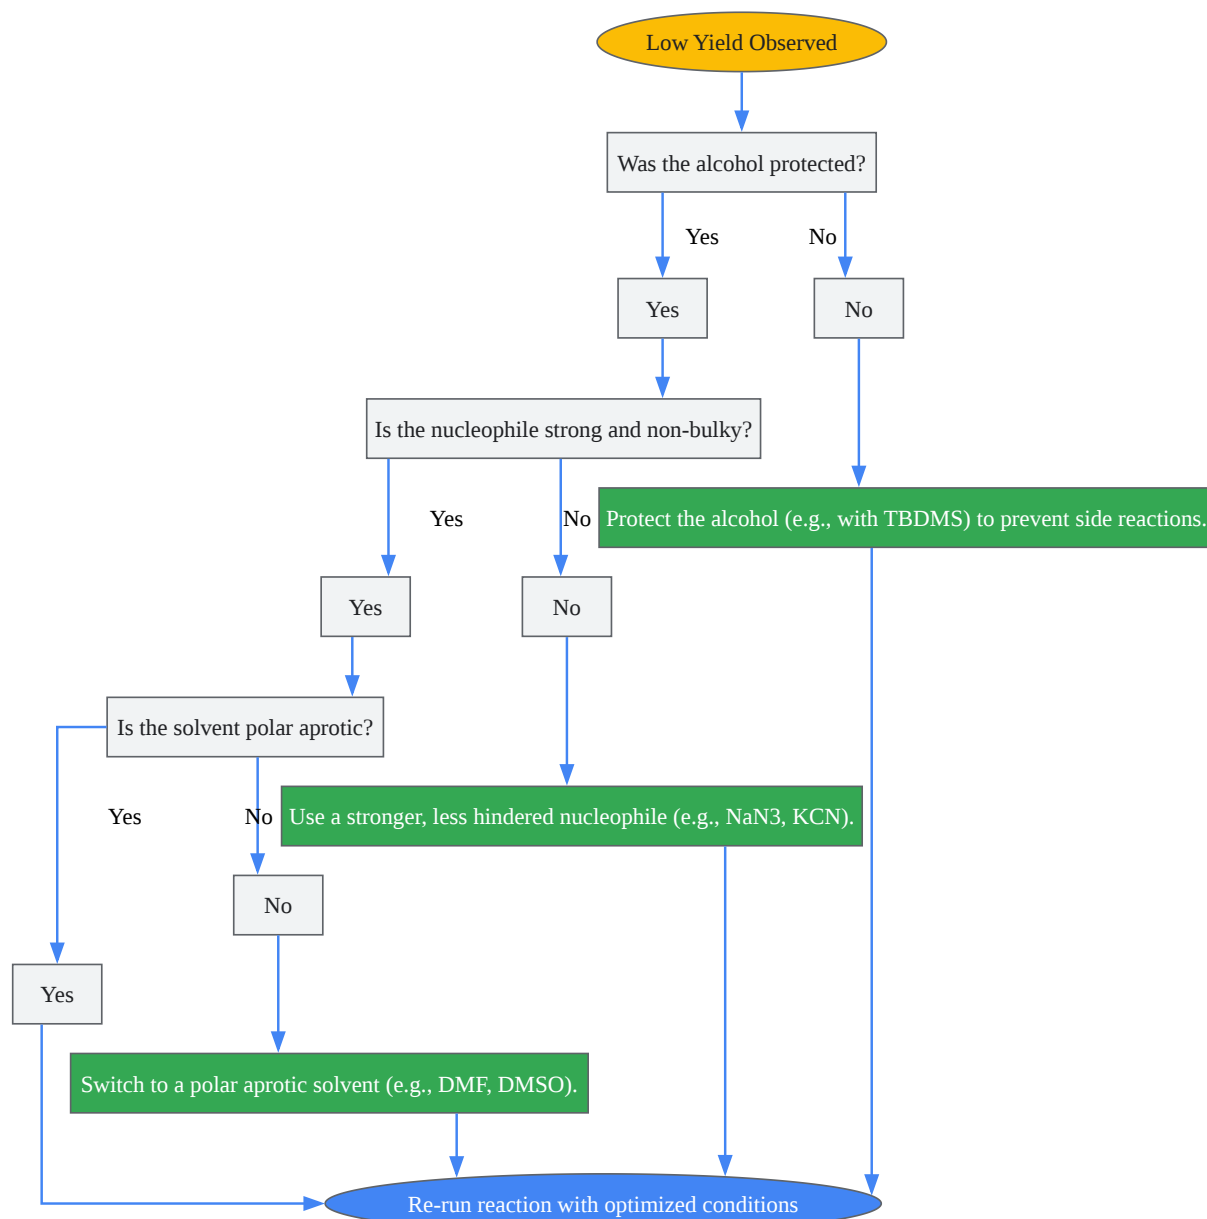 Low Yield Observed
Was the alcohol protected?
Yes
No
Yes
No
Is the nucleophile strong and non-bulky?
Yes
No
Protect the alcohol (e.g., with TBDMS) to prevent side reactions.
Yes
No
Is the solvent polar aprotic?
Yes
No
Use a stronger, less hindered nucleophile (e.g., NaN3, KCN).
No
Yes
Switch to a polar aprotic solvent (e.g., DMF, DMSO).
Re-run reaction with optimized conditions